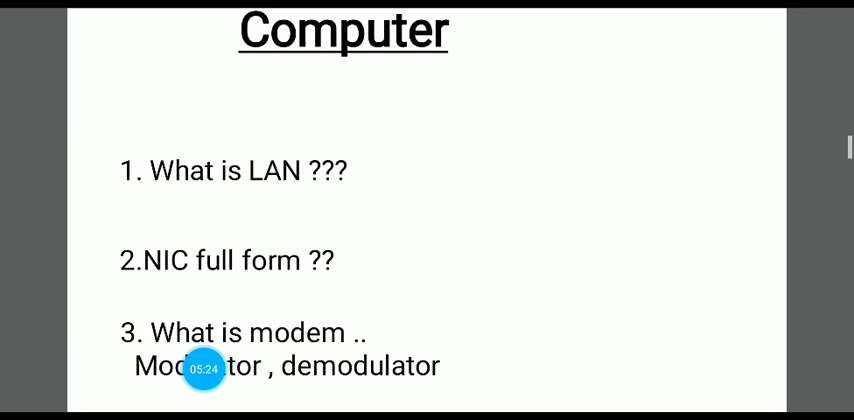 Computer
1. What is LAN ???
2.NIC full form ??
3. What is modem ..
, demodulator
05:24